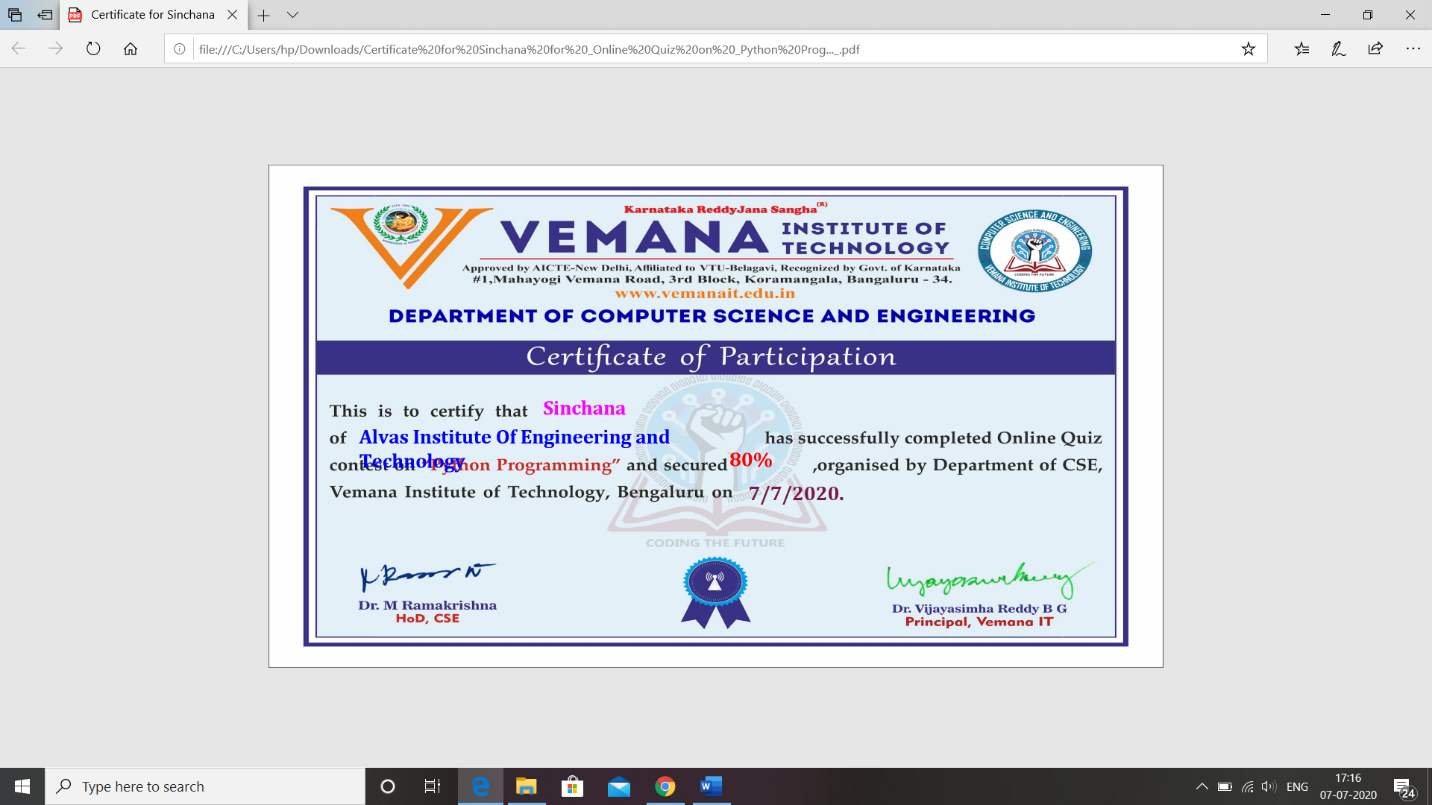 Certificate for Sinchana
file:///C:/Users/hp/Downloads/Certificate%20for%20Sinchana%20for%20_Online%20Quiz%20on%20_Python%20Prog..._.pdf
Karnataka ReddyJana Sangha(R)
VEMANA INSTITUTE OF
TECHNOLOGY
Approved by AICTE-New Delhi, Affiliated to VTU-Belagavi, Recognized by Govt. of Karnataka
#1,Mahayogi Vemana Road, 3rd Block, Koramangala, Bengaluru - 34.
www.vemanait.edu.in
COMPUTER SCIENCE AND ENGINEERING
CODING THE FUTURE
VEMANA INSTITUTE OF TECHNOLOGY
DEPARTMENT OF COMPUTER SCIENCE AND ENGINEERING
Certificate of Participation
This is to certify that Sinchana
of Alvas Institute Of Engineering and has successfully completed Online Quiz
Technology
contest on "Python Programming" and secured 80% ,organised by Department of CSE,
Vemana Institute of Technology, Bengaluru on 7/7/2020.
CODING THE FUTURE
Dr. M Ramakrishna
HoD, CSE
Dr. Vijayasimha Reddy B G
Principal, Vemana IT
Type here to search
ENG
17:16
07-07-2020
24